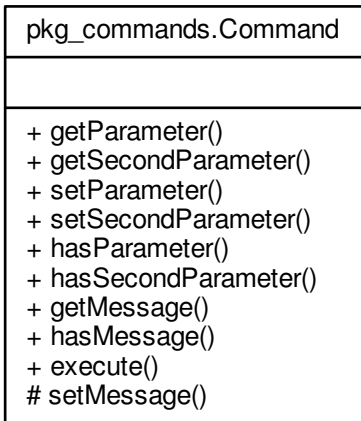 pkg_commands.Command
+ getParameter()
+ getSecondParameter()
+ setParameter()
+ setSecondParameter()
+ hasParameter()
+ hasSecondParameter()
+ getMessage()
+ hasMessage()
+ execute()
# setMessage()